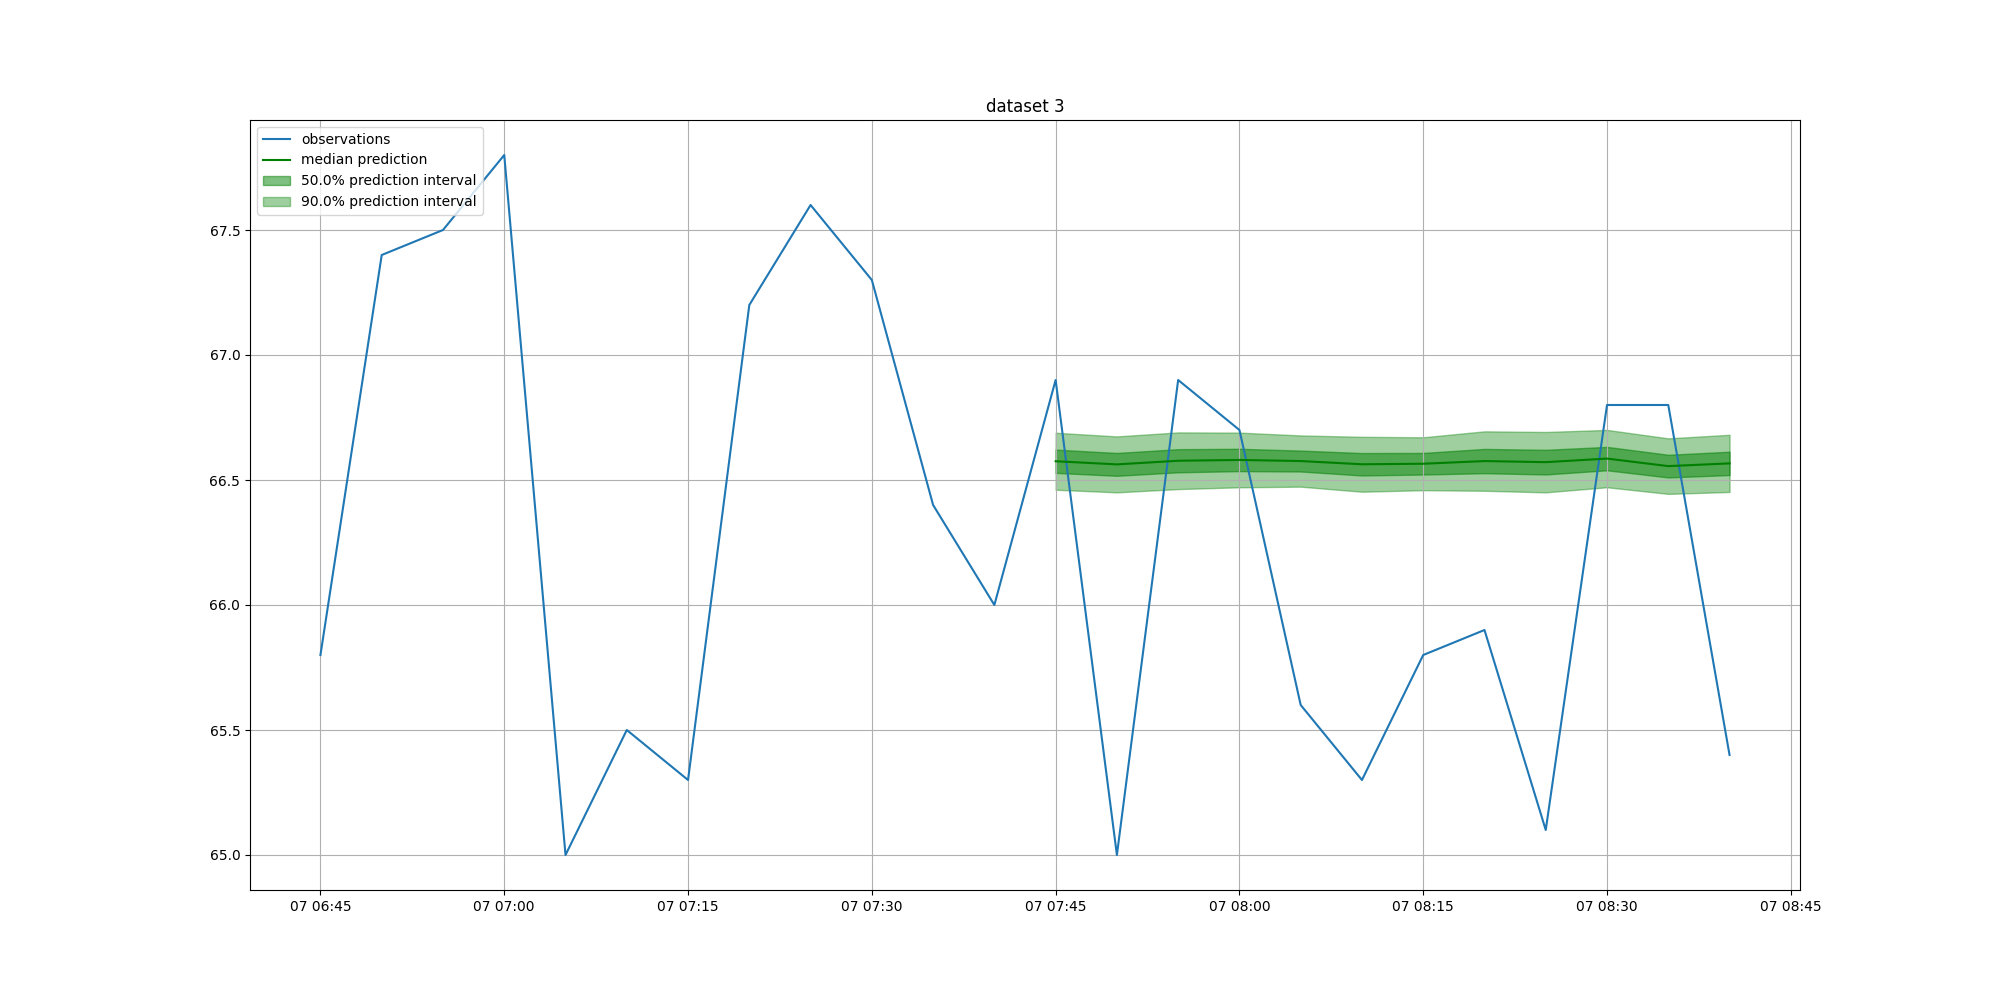 dataset 3
observations
median prediction
50.0% prediction interval
90.0% prediction interval
67.5
67.0
66.5
66.0
65.5
65.0
07 06:45 07 07:00 07 07:15 07 07:30 07 07:45 07 08:00 07 08:15 07 08:30 07 08:45